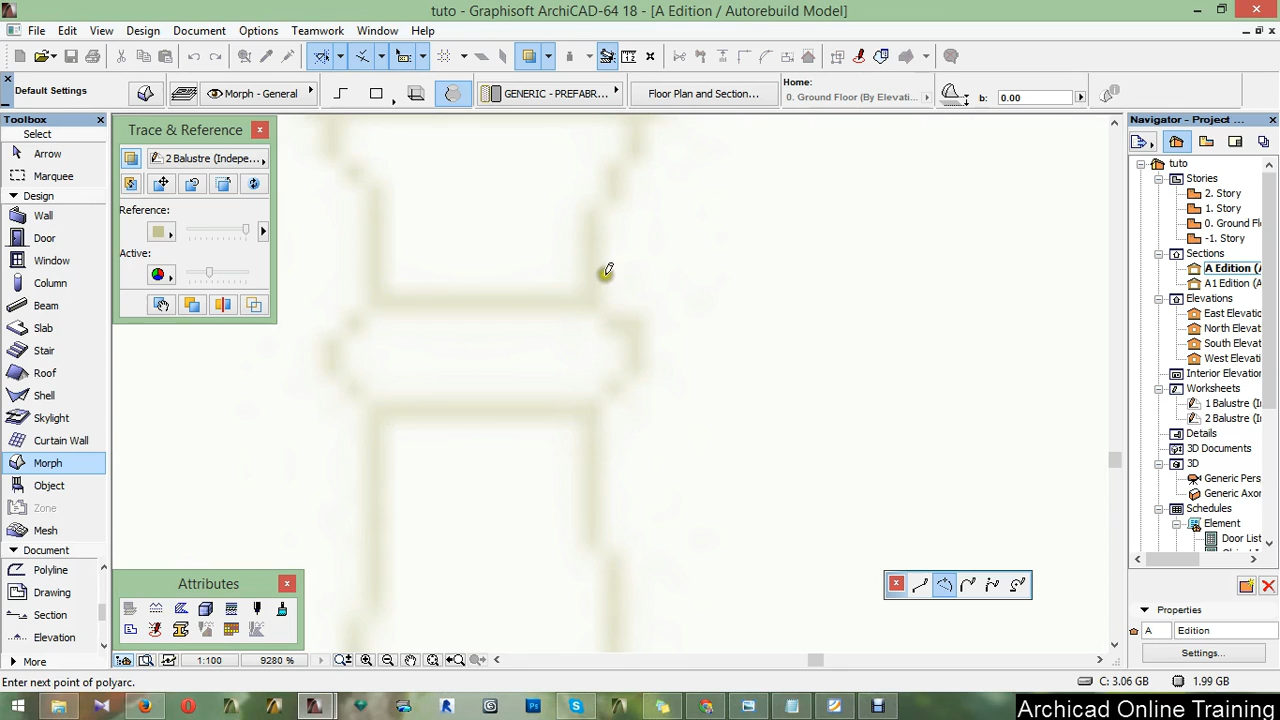 tuto - Graphisoft ArchiCAD-64 18 - [A Edition / Autorebuild Model]
File Edit View Design Document Options Teamwork Window Help
Default Settings
Morph - General
GENERIC - PREFABR...
Floor Plan and Section...
Home:
0. Ground Floor (By Elevati...
b: 0.00
Toolbox
Select
Arrow
Marquee
Design
Wall
Door
Window
Column
Beam
Slab
Stair
Roof
Shell
Skylight
Curtain Wall
Morph
Object
Zone
Mesh
Document
Polyline
Drawing
Section
Elevation
More
Trace & Reference
2 Balustre (Indepe...
Reference:
Active:
Attributes
Navigator - Project ...
tuto
Stories
2. Story
1. Story
0. Ground Fl
-1. Story
Sections
A Edition (A
A1 Edition (A
Elevations
East Elevatio
North Elevat
South Elevat
West Elevati
Interior Elevation
Worksheets
1 Balustre (I
2 Balustre (I
Details
3D Documents
3D
Generic Pers
Generic Axor
Schedules
Element
Door List
Properties
A Edition
Settings...
1:100 9280 %
Enter next point of polyarc.
C: 3.06 GB 1.99 GB
Archicad Online Training